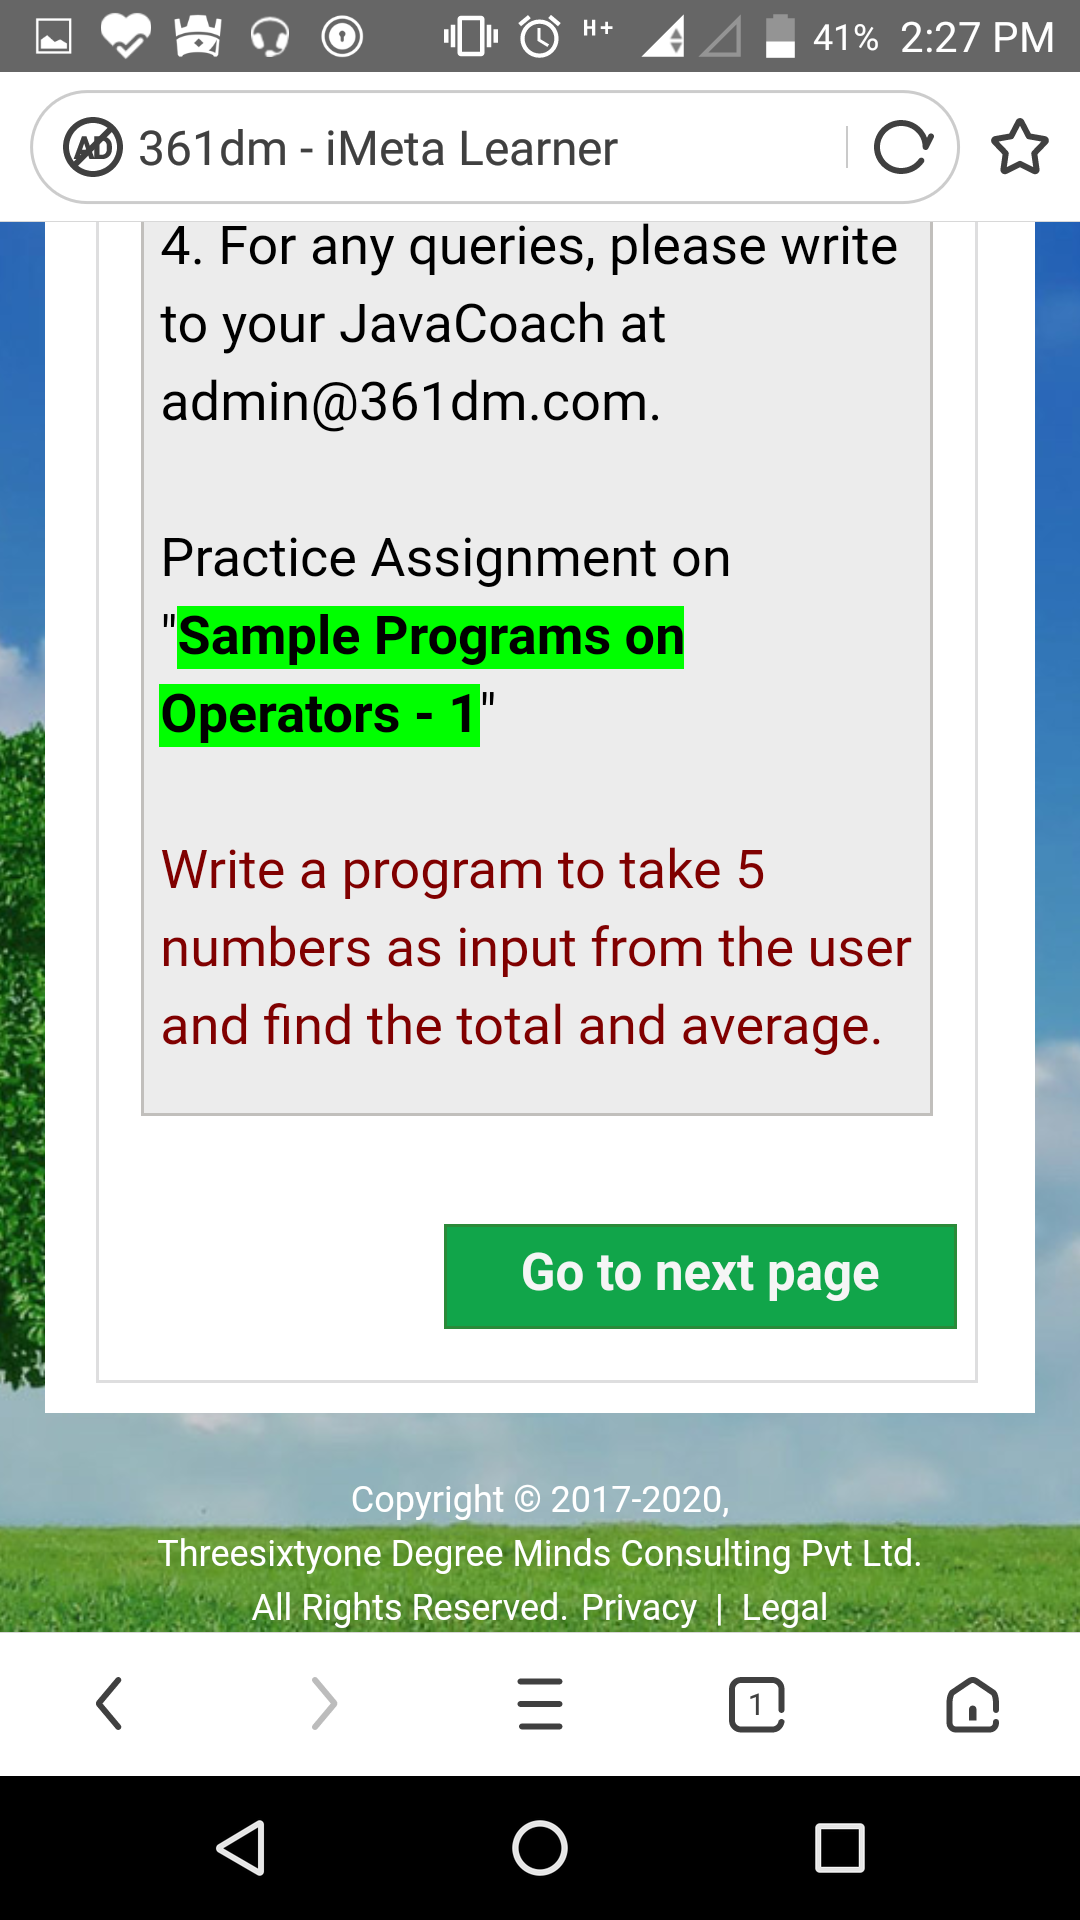 H+ 41% 2:27 PM
AD 361dm - iMeta Learner
4. For any queries, please write
to your JavaCoach at
admin@361dm.com.
Practice Assignment on
"Sample Programs on
Operators - 1"
Write a program to take 5
numbers as input from the user
and find the total and average.
Go to next page
Copyright © 2017-2020,
Threesixtyone Degree Minds Consulting Pvt Ltd.
All Rights Reserved. Privacy | Legal
1